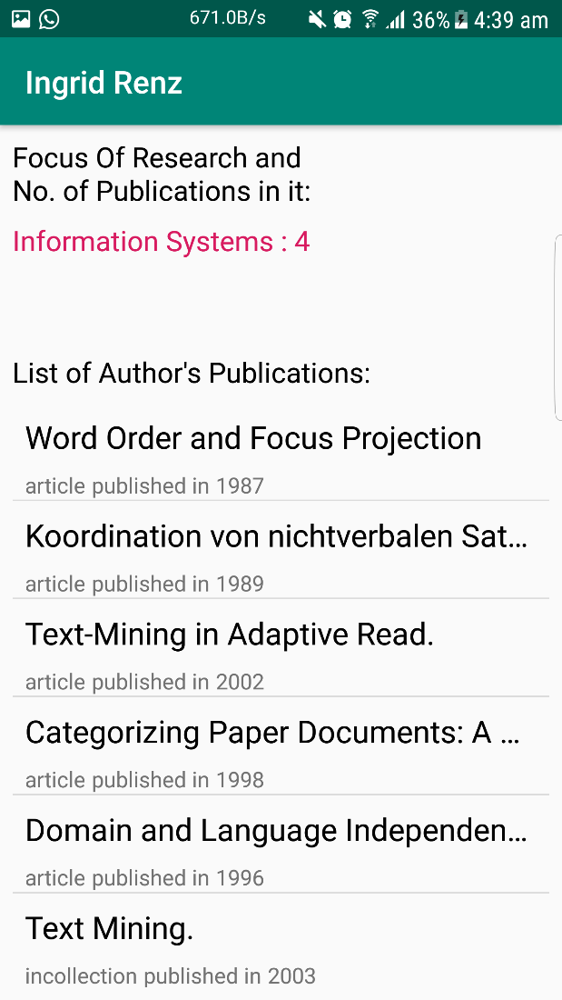 671.0B/s 36% 4:39 am
Ingrid Renz
Focus Of Research and
No. of Publications in it:
Information Systems : 4
List of Author's Publications:
Word Order and Focus Projection
article published in 1987
Koordination von nichtverbalen Sat...
article published in 1989
Text-Mining in Adaptive Read.
article published in 2002
Categorizing Paper Documents: A ...
article published in 1998
Domain and Language Independen...
article published in 1996
Text Mining.
incollection published in 2003